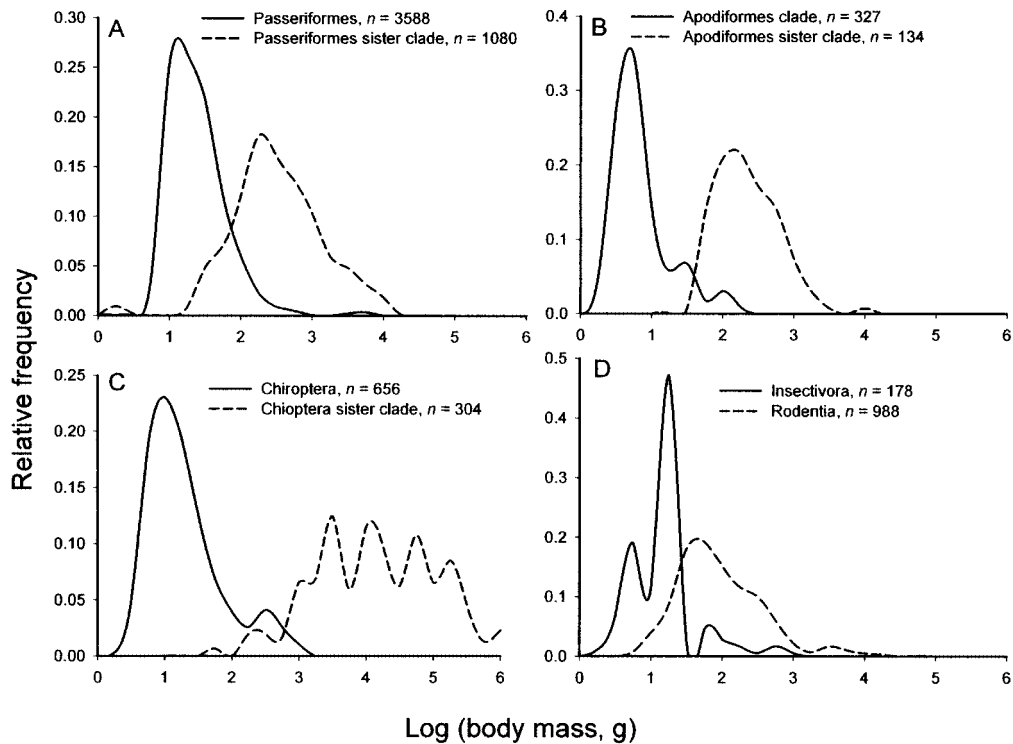 A
Passeriformes, n = 3588
Passeriformes sister clade, n = 1080
0.30
0.25
0.20
0.15
0.10
0.05
0.00
0 1 2 3 4 5 6
B
Apodiformes clade, n = 327
Apodiformes sister clade, n = 134
0.4
0.3
0.2
0.1
0.0
0 1 2 3 4 5 6
C
Chiroptera, n = 656
Chioptera sister clade, n = 304
0.25
0.20
0.15
0.10
0.05
0.00
0 1 2 3 4 5 6
D
Insectivora, n = 178
Rodentia, n = 988
0.5
0.4
0.3
0.2
0.1
0.0
0 1 2 3 4 5 6
Relative frequency
Log (body mass, g)